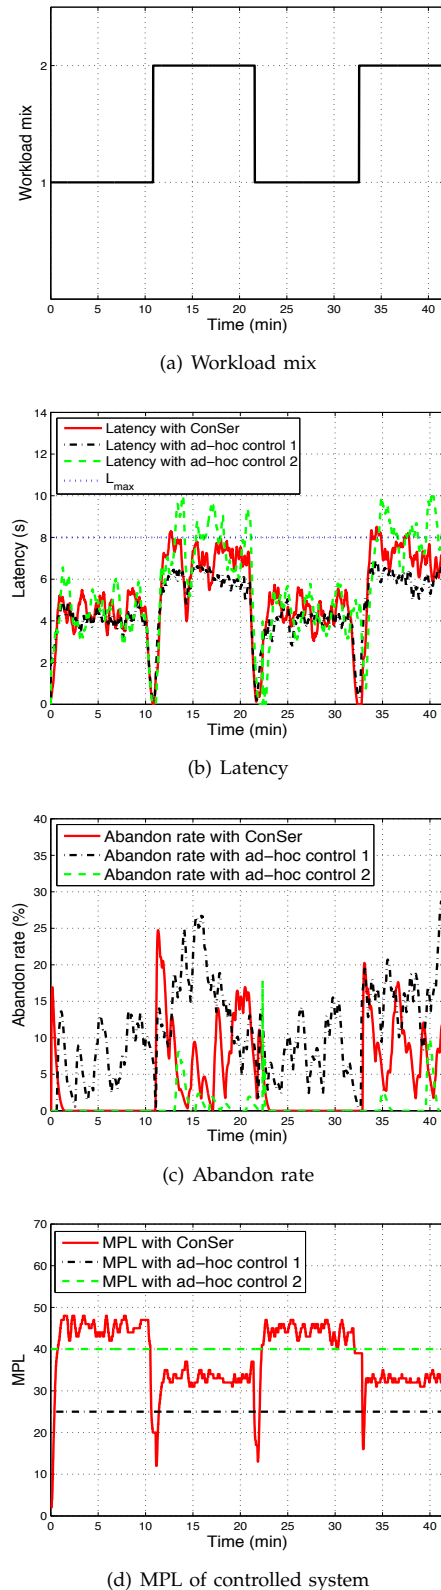 2
1
Workload mix
0 5 10 15 20 25 30 35 40
Time (min)
(a) Workload mix
14
12
10
8
6
4
2
0
Latency (s)
Latency with ConSer
Latency with ad-hoc control 1
Latency with ad-hoc control 2
L_max
0 5 10 15 20 25 30 35 40
Time (min)
(b) Latency
40
35
30
25
20
15
10
5
0
Abandon rate (%)
Abandon rate with ConSer
Abandon rate with ad-hoc control 1
Abandon rate with ad-hoc control 2
0 5 10 15 20 25 30 35 40
Time (min)
(c) Abandon rate
70
60
50
40
30
20
10
0
MPL
MPL with ConSer
MPL with ad-hoc control 1
MPL with ad-hoc control 2
0 5 10 15 20 25 30 35 40
Time (min)
(d) MPL of controlled system